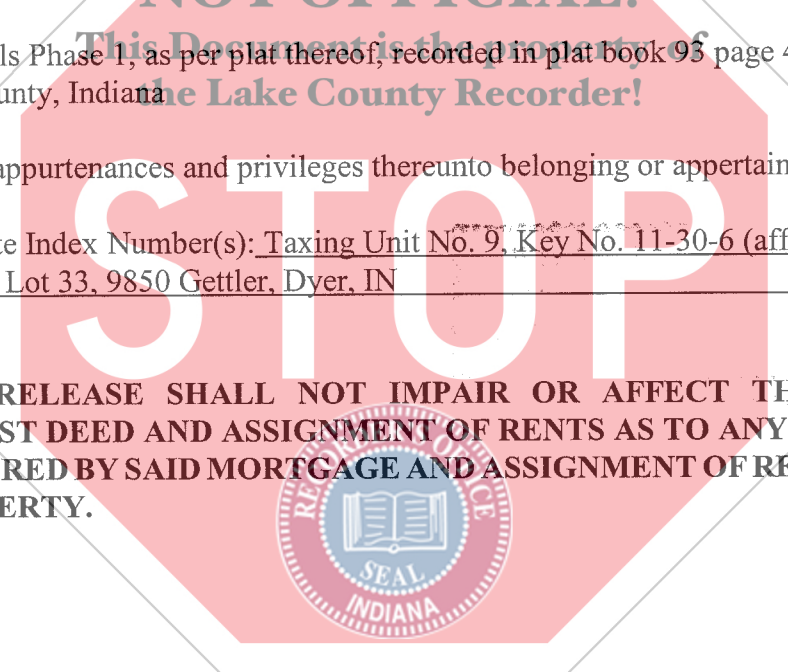 NOT OFFICIAL!
This Document is the property of
the Lake County Recorder!
ls Phase 1, as per plat thereof, recorded in plat book 93 page 4
unty, Indiana
appurtenances and privileges thereunto belonging or appertain
te Index Number(s): Taxing Unit No. 9, Key No. 11-30-6 (aff
Lot 33, 9850 Gettler, Dyer, IN
STOP
RELEASE SHALL NOT IMPAIR OR AFFECT TH
ST DEED AND ASSIGNMENT OF RENTS AS TO ANY
RED BY SAID MORTGAGE AND ASSIGNMENT OF RE
ERTY.
RECORDER'S OFFICE
SEAL
INDIANA